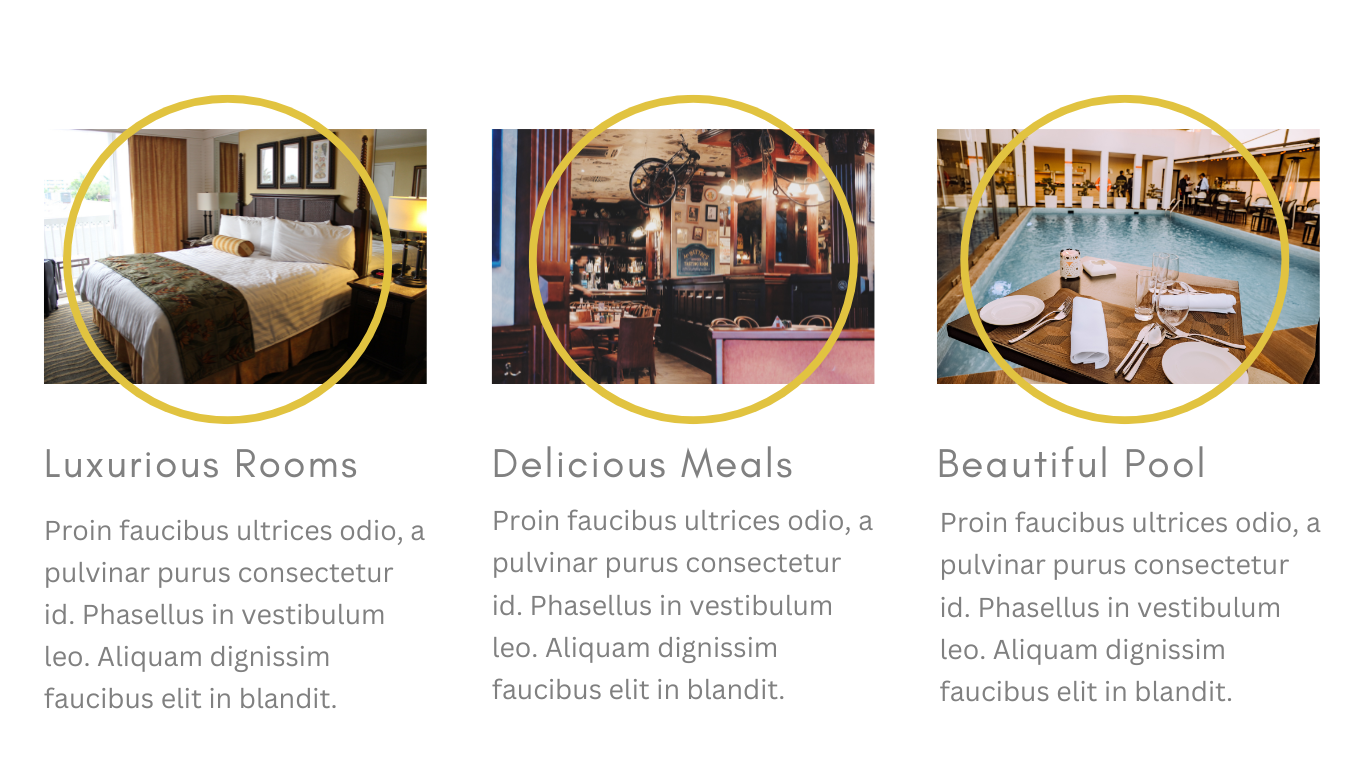 Luxurious Rooms
Proin faucibus ultrices odio, a
pulvinar purus consectetur
id. Phasellus in vestibulum
leo. Aliquam dignissim
faucibus elit in blandit.
Delicious Meals
Proin faucibus ultrices odio, a
pulvinar purus consectetur
id. Phasellus in vestibulum
leo. Aliquam dignissim
faucibus elit in blandit.
Beautiful Pool
Proin faucibus ultrices odio, a
pulvinar purus consectetur
id. Phasellus in vestibulum
leo. Aliquam dignissim
faucibus elit in blandit.